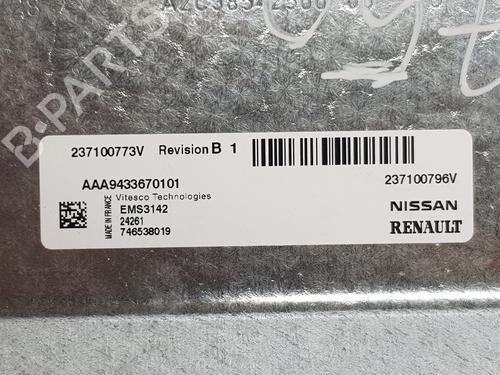 237100773V Revision B 1
AAA9433670101
237100796V
Vitesco Technologies
MADE IN FRANCE
EMS3142
24261
746538019
NISSAN
RENAULT
B-PARTS